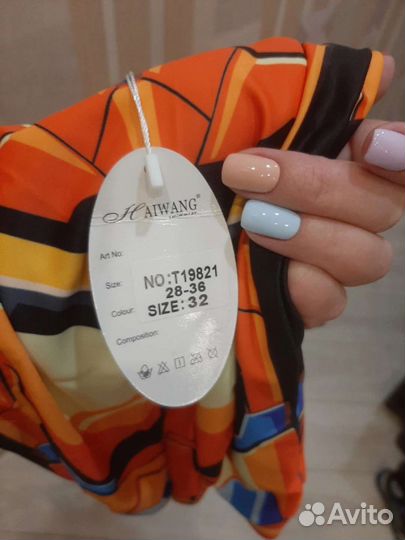 HAIWANG®
Art No:
Size:
NO:T19821
28-36
Colour:
SIZE: 32
Composition:
Avito